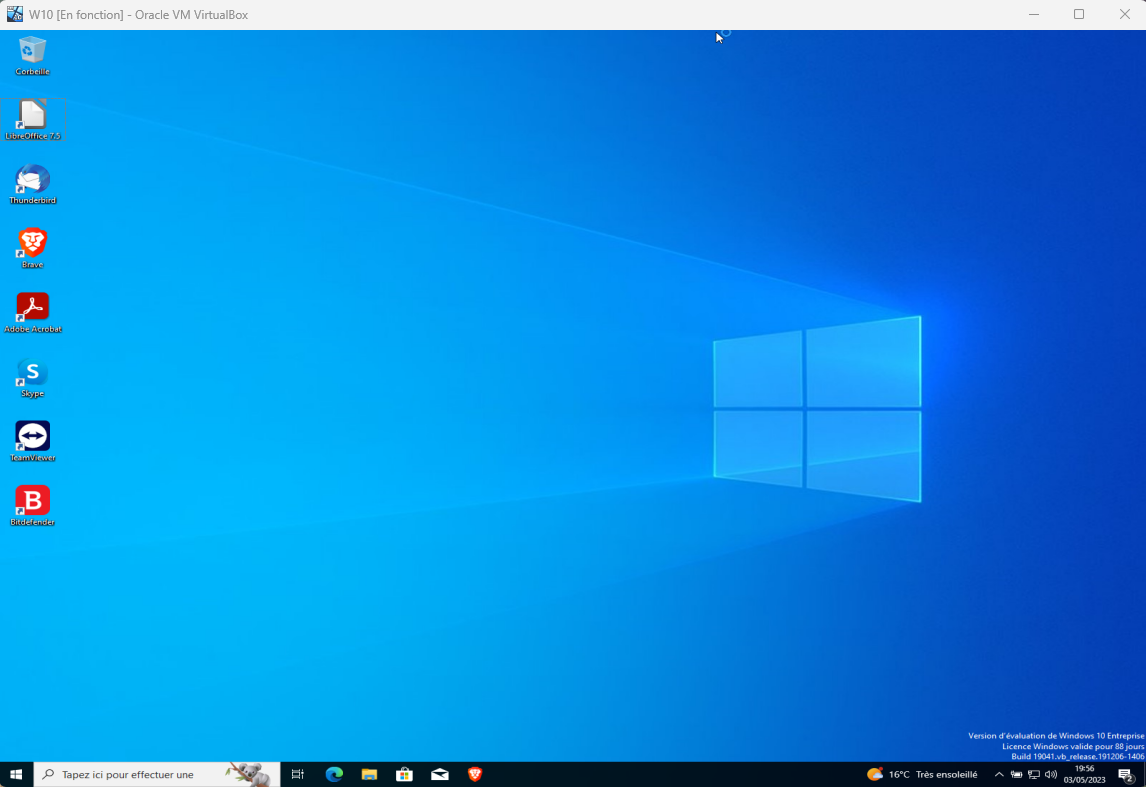 W10 [En fonction] - Oracle VM VirtualBox
Corbeille
LibreOffice 7.5
Thunderbird
Brave
Adobe Acrobat
S
Skype
TeamViewer
B
Bitdefender
Version d'évaluation de Windows 10 Entreprise
Licence Windows valide pour 88 jours
Build 19041.vb_release.191206-1406
Tapez ici pour effectuer une
16°C Très ensoleillé
19:56
03/05/2023
2